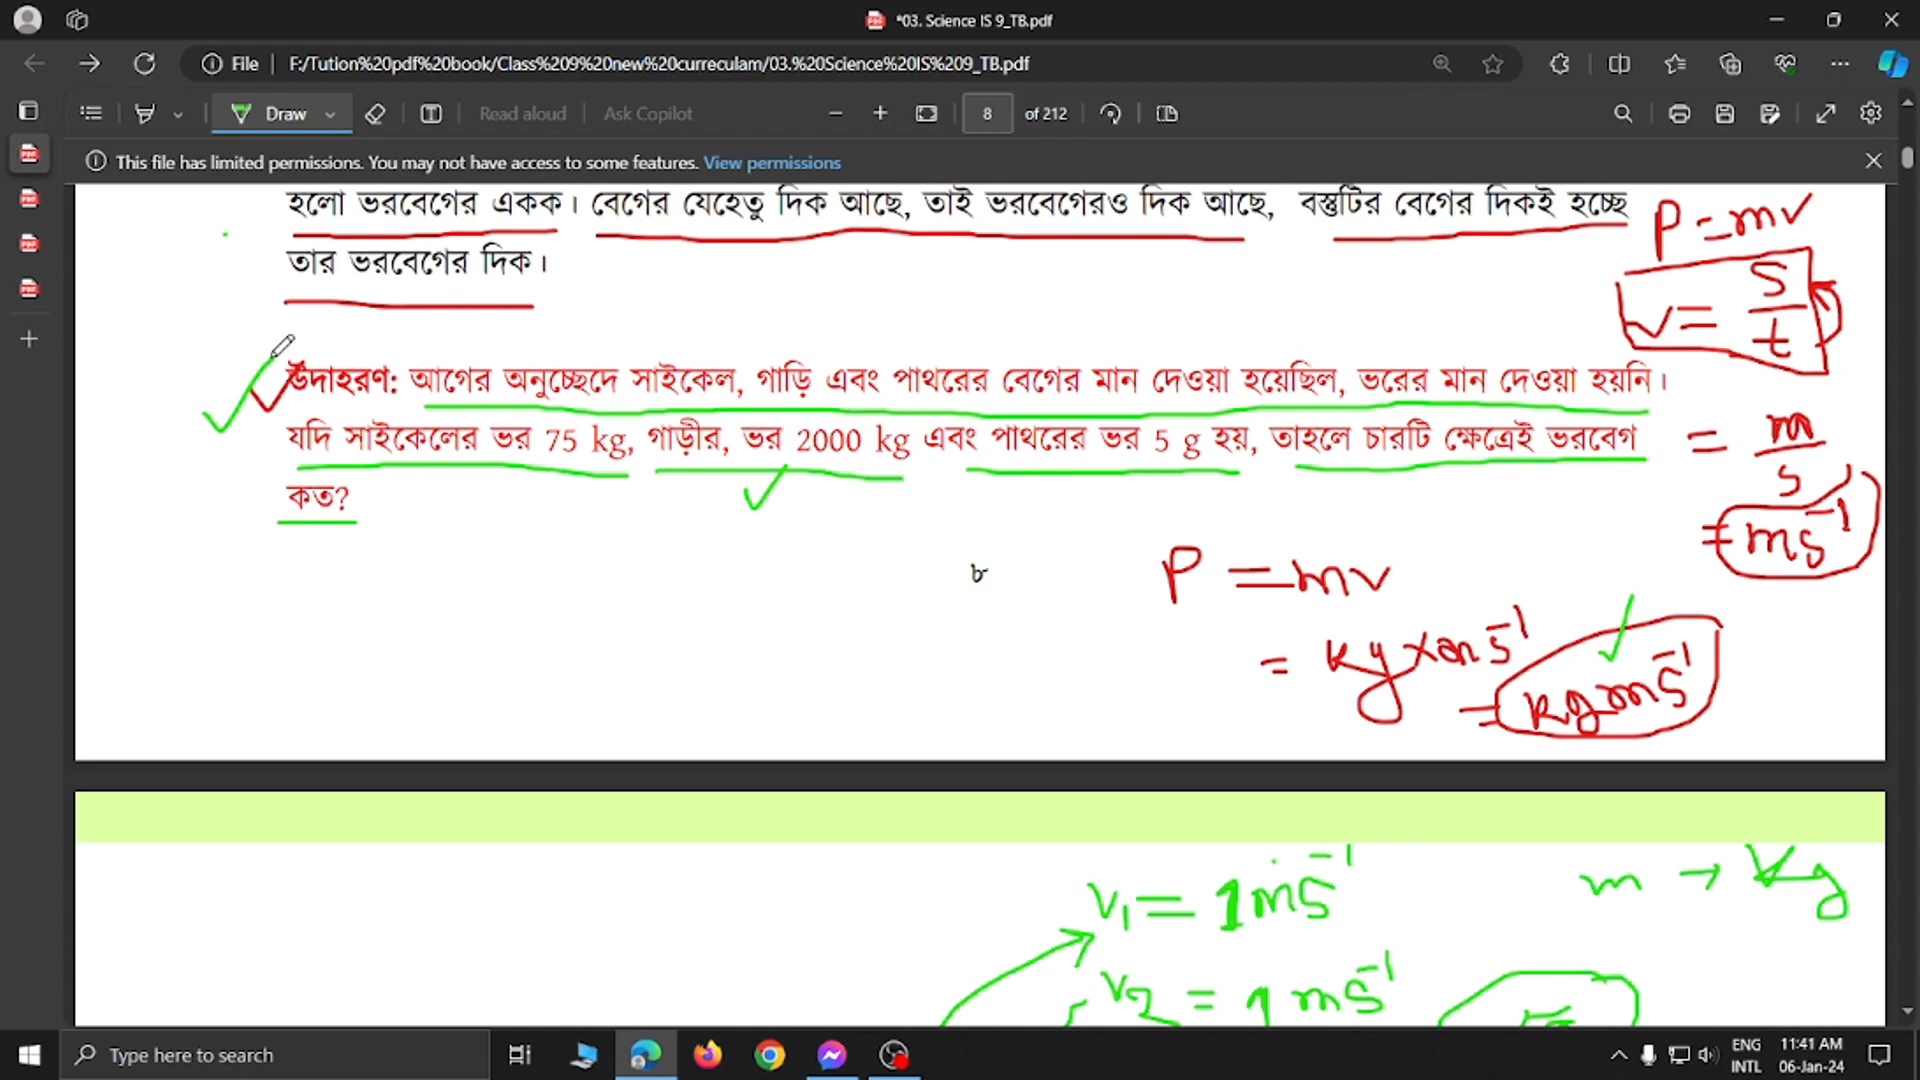 *03. Science IS 9_TB.pdf
File
F:/Tution%20pdf%20book/Class%209%20new%20curreculam/03.%20Science%20IS%209_TB.pdf
Draw
Read aloud
Ask Copilot
8
of 212
This file has limited permissions. You may not have access to some features. View permissions
হলো ভরবেগের একক। বেগের যেহেতু দিক আছে, তাই ভরবেগেরও দিক আছে, বস্তুটির বেগের দিকই হচ্ছে
তার ভরবেগের দিক।
P = mv
v = s/t
উদাহরণ: আগের অনুচ্ছেদে সাইকেল, গাড়ি এবং পাথরের বেগের মান দেওয়া হয়েছিল, ভরের মান দেওয়া হয়নি।
যদি সাইকেলের ভর 75 kg, গাড়ীর, ভর 2000 kg এবং পাথরের ভর 5 g হয়, তাহলে চারটি ক্ষেত্রেই ভরবেগ
কত?
= m/s
= ms⁻¹
৮
P = mv
= kg × ms⁻¹
= kgms⁻¹
v₁ = 1ms⁻¹
m → kg
v₂ = 9 ms⁻¹
Type here to search
ENG
INTL
11:41 AM
06-Jan-24